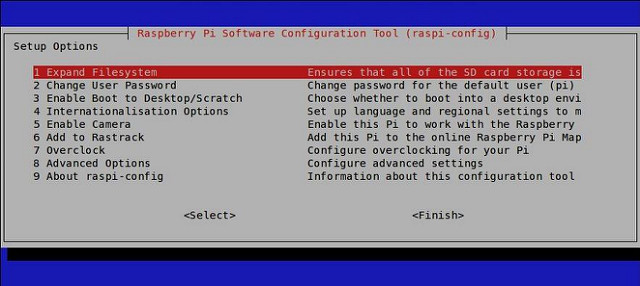 Raspberry Pi Software Configuration Tool (raspi-config)
Setup Options
1 Expand Filesystem Ensures that all of the SD card storage is
2 Change User Password Change password for the default user (pi)
3 Enable Boot to Desktop/Scratch Choose whether to boot into a desktop envi
4 Internationalisation Options Set up language and regional settings to m
5 Enable Camera Enable this Pi to work with the Raspberry
6 Add to Rastrack Add this Pi to the online Raspberry Pi Map
7 Overclock Configure overclocking for your Pi
8 Advanced Options Configure advanced settings
9 About raspi-config Information about this configuration tool
<Select> <Finish>